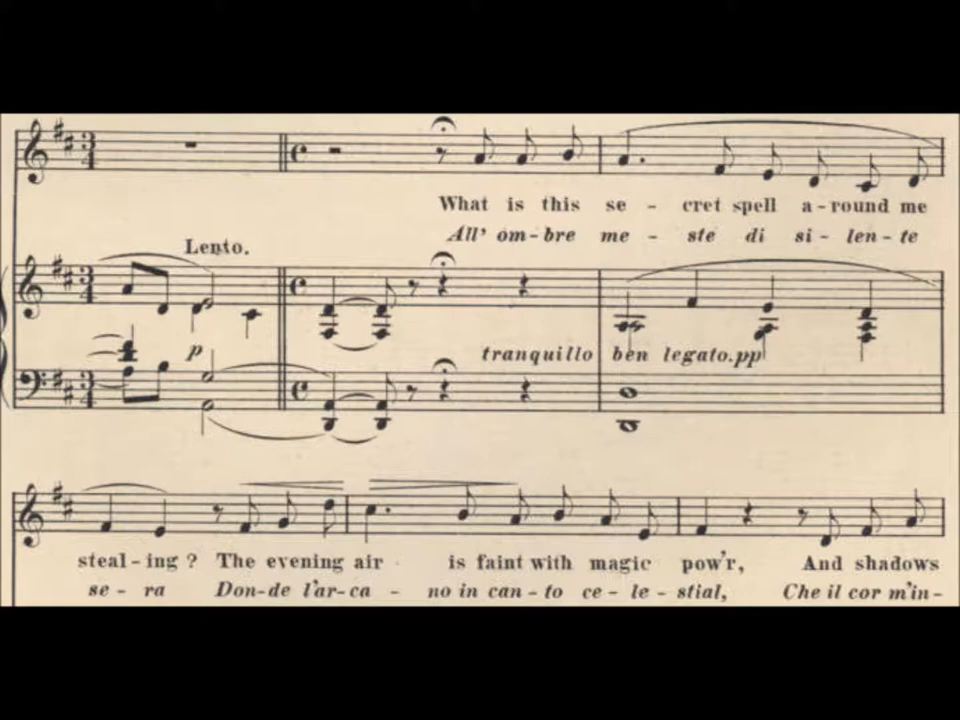 What is this se - cret spell a - round me
All' om - bre me - ste di si - len - te
Lento.
p
tranquillo ben legato. pp
steal - ing ? The evening air is faint with magic pow'r, And shadows
se - ra Don - de l'ar - ca - no in can - to ce - le - stial, Che il cor m'in -